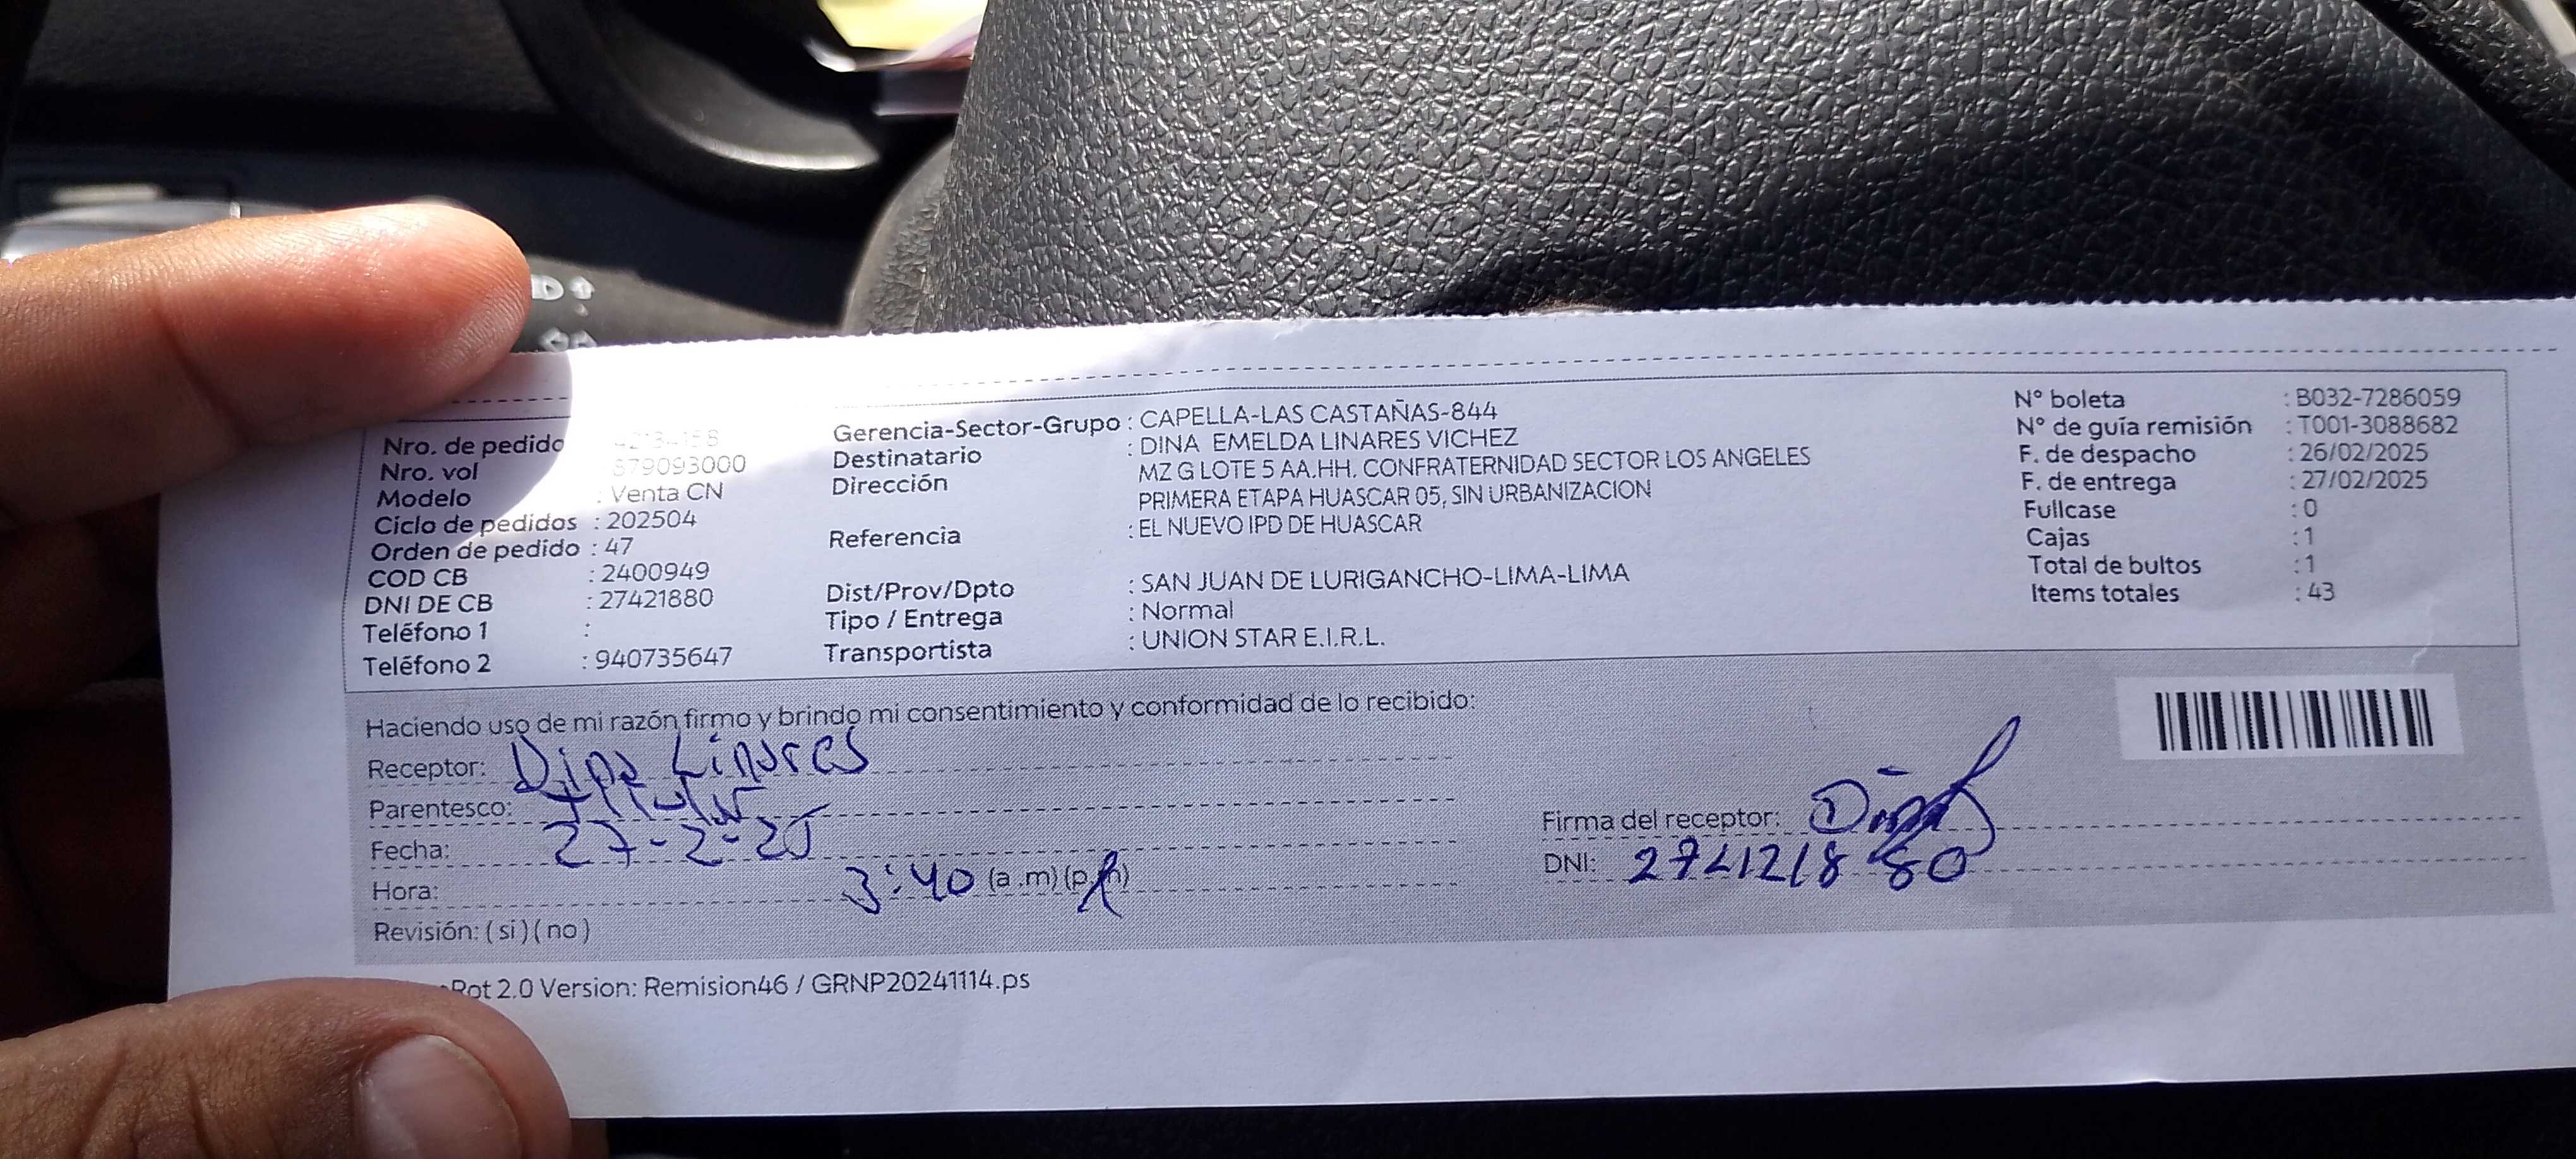 Nro. de pedido
Nro. vol : 879093000
Modelo : Venta CN
Ciclo de pedidos : 202504
Orden de pedido : 47
COD CB : 2400949
DNI DE CB : 27421880
Teléfono 1 :
Teléfono 2 : 940735647
Gerencia-Sector-Grupo : CAPELLA-LAS CASTAÑAS-844
Destinatario : DINA EMELDA LINARES VICHEZ
Dirección MZ G LOTE 5 AA.HH. CONFRATERNIDAD SECTOR LOS ANGELES
PRIMERA ETAPA HUASCAR 05, SIN URBANIZACION
Referencia : EL NUEVO IPD DE HUASCAR
Dist/Prov/Dpto : SAN JUAN DE LURIGANCHO-LIMA-LIMA
Tipo / Entrega : Normal
Transportista : UNION STAR E.I.R.L.
N° boleta : B032-7286059
N° de guía remisión : T001-3088682
F. de despacho : 26/02/2025
F. de entrega : 27/02/2025
Fullcase : 0
Cajas : 1
Total de bultos : 1
Items totales : 43
Haciendo uso de mi razón firmo y brindo mi consentimiento y conformidad de lo recibido:
Receptor: Dina Linares
Parentesco: Titular
Fecha: 27-2-25
Hora: 3:40 (a .m) (p.m)
Revisión: ( si ) ( no )
Firma del receptor: Dina
DNI: 27421880
Rot 2.0 Version: Remision46 / GRNP20241114.ps